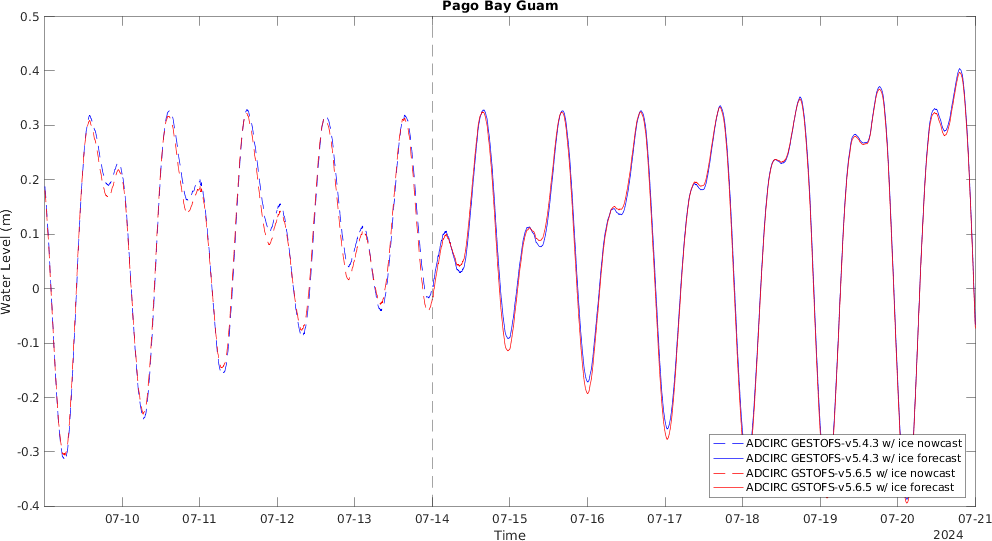 Pago Bay Guam
0.5
0.4
0.3
0.2
0.1
0
-0.1
-0.2
-0.3
-0.4
Water Level (m)
ADCIRC GESTOFS-v5.4.3 w/ ice nowcast
ADCIRC GESTOFS-v5.4.3 w/ ice forecast
ADCIRC GSTOFS-v5.6.5 w/ ice nowcast
ADCIRC GSTOFS-v5.6.5 w/ ice forecast
07-10 07-11 07-12 07-13 07-14 07-15 07-16 07-17 07-18 07-19 07-20 07-21
Time
2024